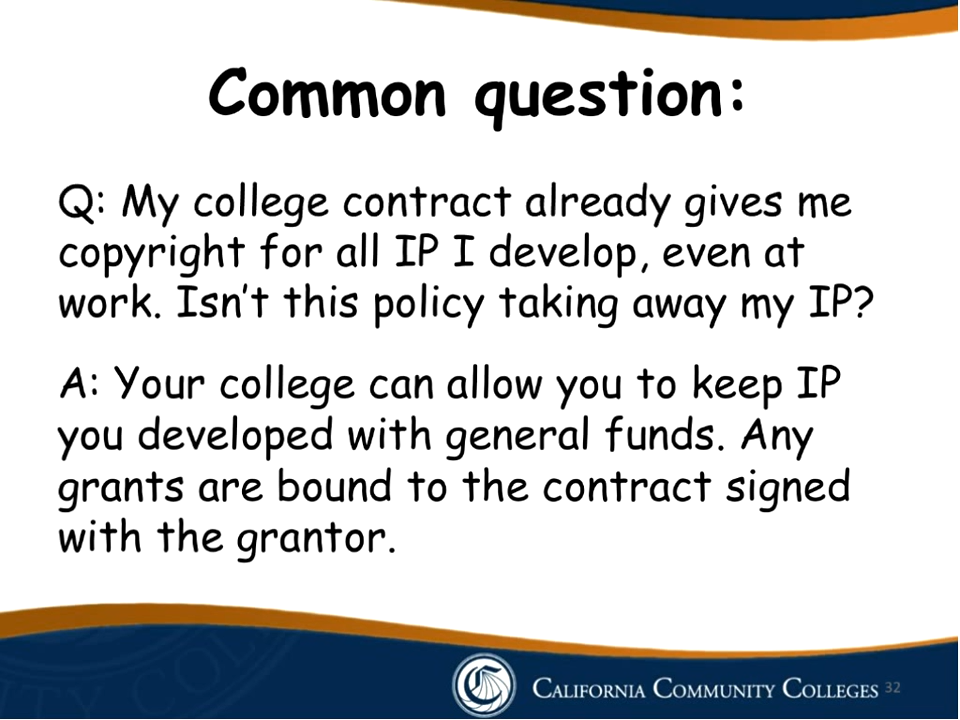 Common question:
Q: My college contract already gives me
copyright for all IP I develop, even at
work. Isn't this policy taking away my IP?
A: Your college can allow you to keep IP
you developed with general funds. Any
grants are bound to the contract signed
with the grantor.
CALIFORNIA COMMUNITY COLLEGES 32